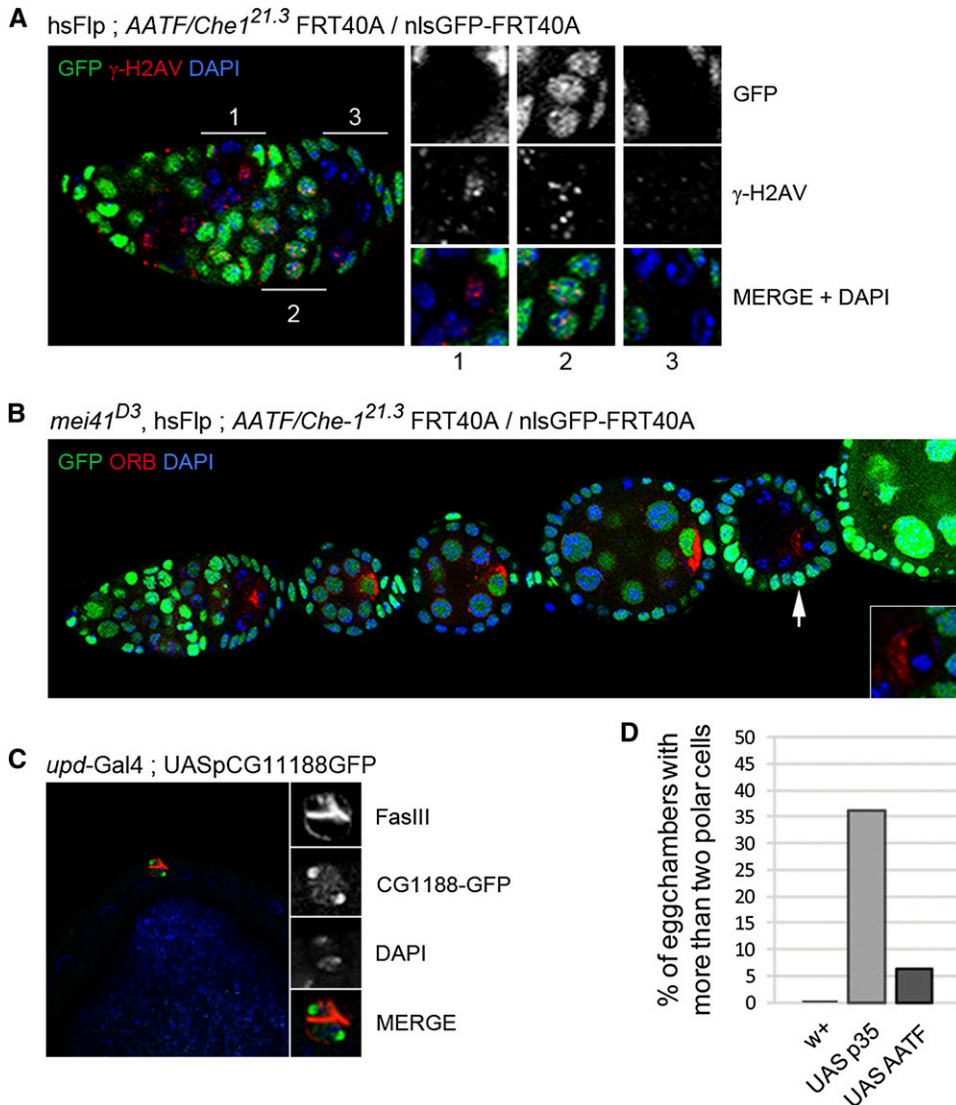 A
hsFlp ; AATF/Che1^21.3 FRT40A / nlsGFP-FRT40A
GFP γ-H2AV DAPI
1
3
2
GFP
γ-H2AV
MERGE + DAPI
1 2 3
B
mei41^D3, hsFlp ; AATF/Che-1^21.3 FRT40A / nlsGFP-FRT40A
GFP ORB DAPI
C
upd-Gal4 ; UASpCG11188GFP
FasIII
CG1188-GFP
DAPI
MERGE
D
% of eggchambers with
more than two polar cells
50
45
40
35
30
25
20
15
10
5
0
w+
UAS p35
UAS AATF